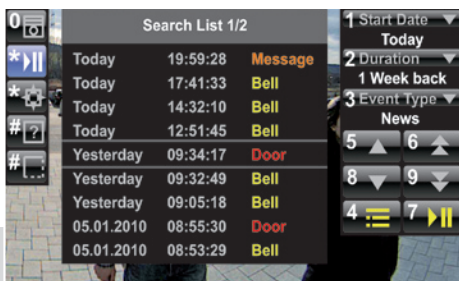 0
*
*
#
?
#
Search List 1/2
Today 19:59:28 Message
Today 17:41:33 Bell
Today 14:32:10 Bell
Today 12:51:45 Bell
Yesterday 09:34:17 Door
Yesterday 09:32:49 Bell
Yesterday 09:05:18 Bell
05.01.2010 08:55:30 Door
05.01.2010 08:53:29 Bell
1 Start Date
Today
2 Duration
1 Week back
3 Event Type
News
5 6
8 9
4 7